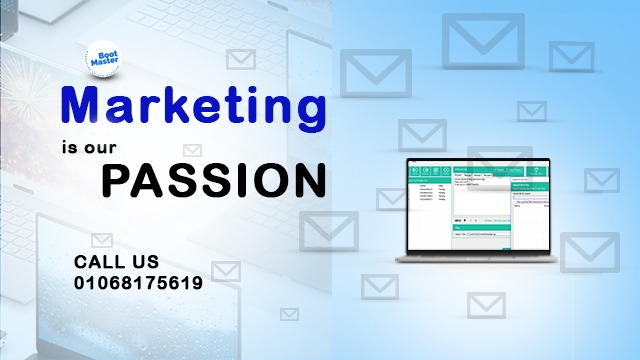 Boot
Master
Marketing
is our
PASSION
CALL US
01068175619